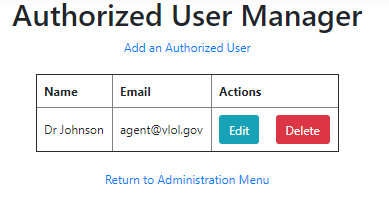 Authorized User Manager
Add an Authorized User
Name Email Actions
Dr Johnson agent@vlol.gov Edit Delete
Return to Administration Menu